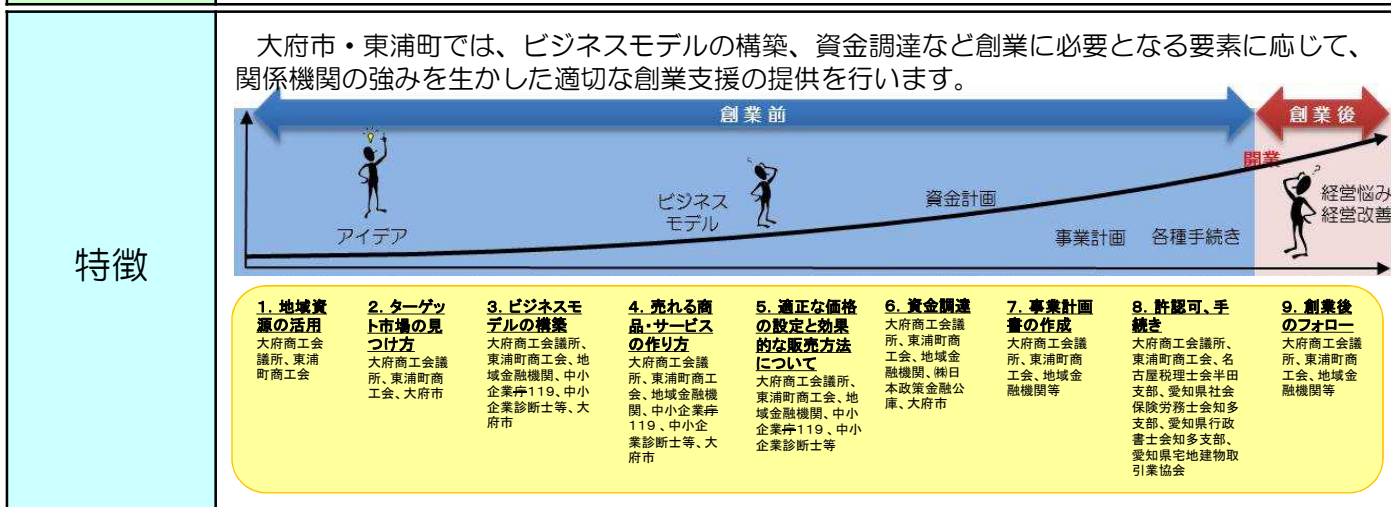 特徴
大府市・東浦町では、ビジネスモデルの構築、資金調達など創業に必要となる要素に応じて、
関係機関の強みを生かした適切な創業支援の提供を行います。
創業前
創業後
開業
アイデア
ビジネス
モデル
資金計画
事業計画
各種手続き
経営悩み
経営改善
1. 地域資
源の活用
大府商工会
議所、東浦
町商工会
2. ターゲッ
ト市場の見
つけ方
大府商工会議
所、東浦町商
工会、大府市
3. ビジネスモ
デルの構築
大府商工会議所、
東浦町商工会、地
域金融機関、中小
企業庁119、中小
企業診断士等、大
府市
4. 売れる商
品・サービス
の作り方
大府商工会議
所、東浦町商工
会、地域金融機
関、中小企業庁
119、中小企
業診断士等、大
府市
5. 適正な価格
の設定と効果
的な販売方法
について
大府商工会議所、
東浦町商工会、地
域金融機関、中小
企業庁119、中小
企業診断士等
6. 資金調達
大府商工会議
所、東浦町商
工会、地域金
融機関、㈱日
本政策金融公
庫、大府市
7. 事業計画
書の作成
大府商工会議
所、東浦町商
工会、地域金
融機関等
8. 許認可、手
続き
大府商工会議所、
東浦町商工会、名
古屋税理士会半田
支部、愛知県社会
保険労務士会知多
支部、愛知県行政
書士会知多支部、
愛知県宅地建物取
引業協会
9. 創業後
のフォロー
大府商工会議
所、東浦町商
工会、地域金
融機関等